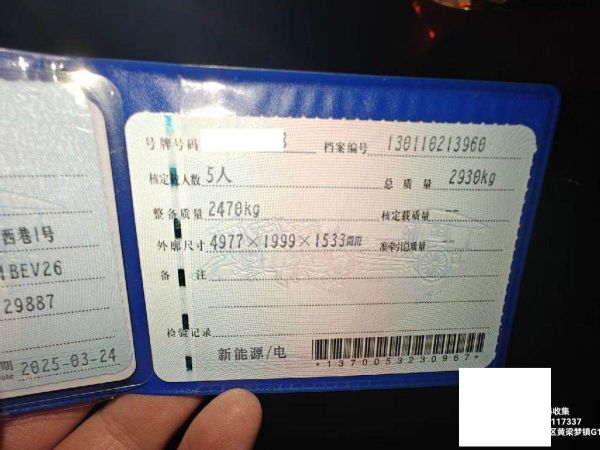 西巷1号
BEV26
29887
2025-03-24
号牌号码 档案编号 130110213960
核定载人数 5人 总质量 2930kg
整备质量 2470kg 核定载质量 --
外廓尺寸 4977×1999×1533mm 准牵引总质量 --
备注
检验记录
新能源/电
*1370053230967*
收集
117337
区黄粱梦镇G1